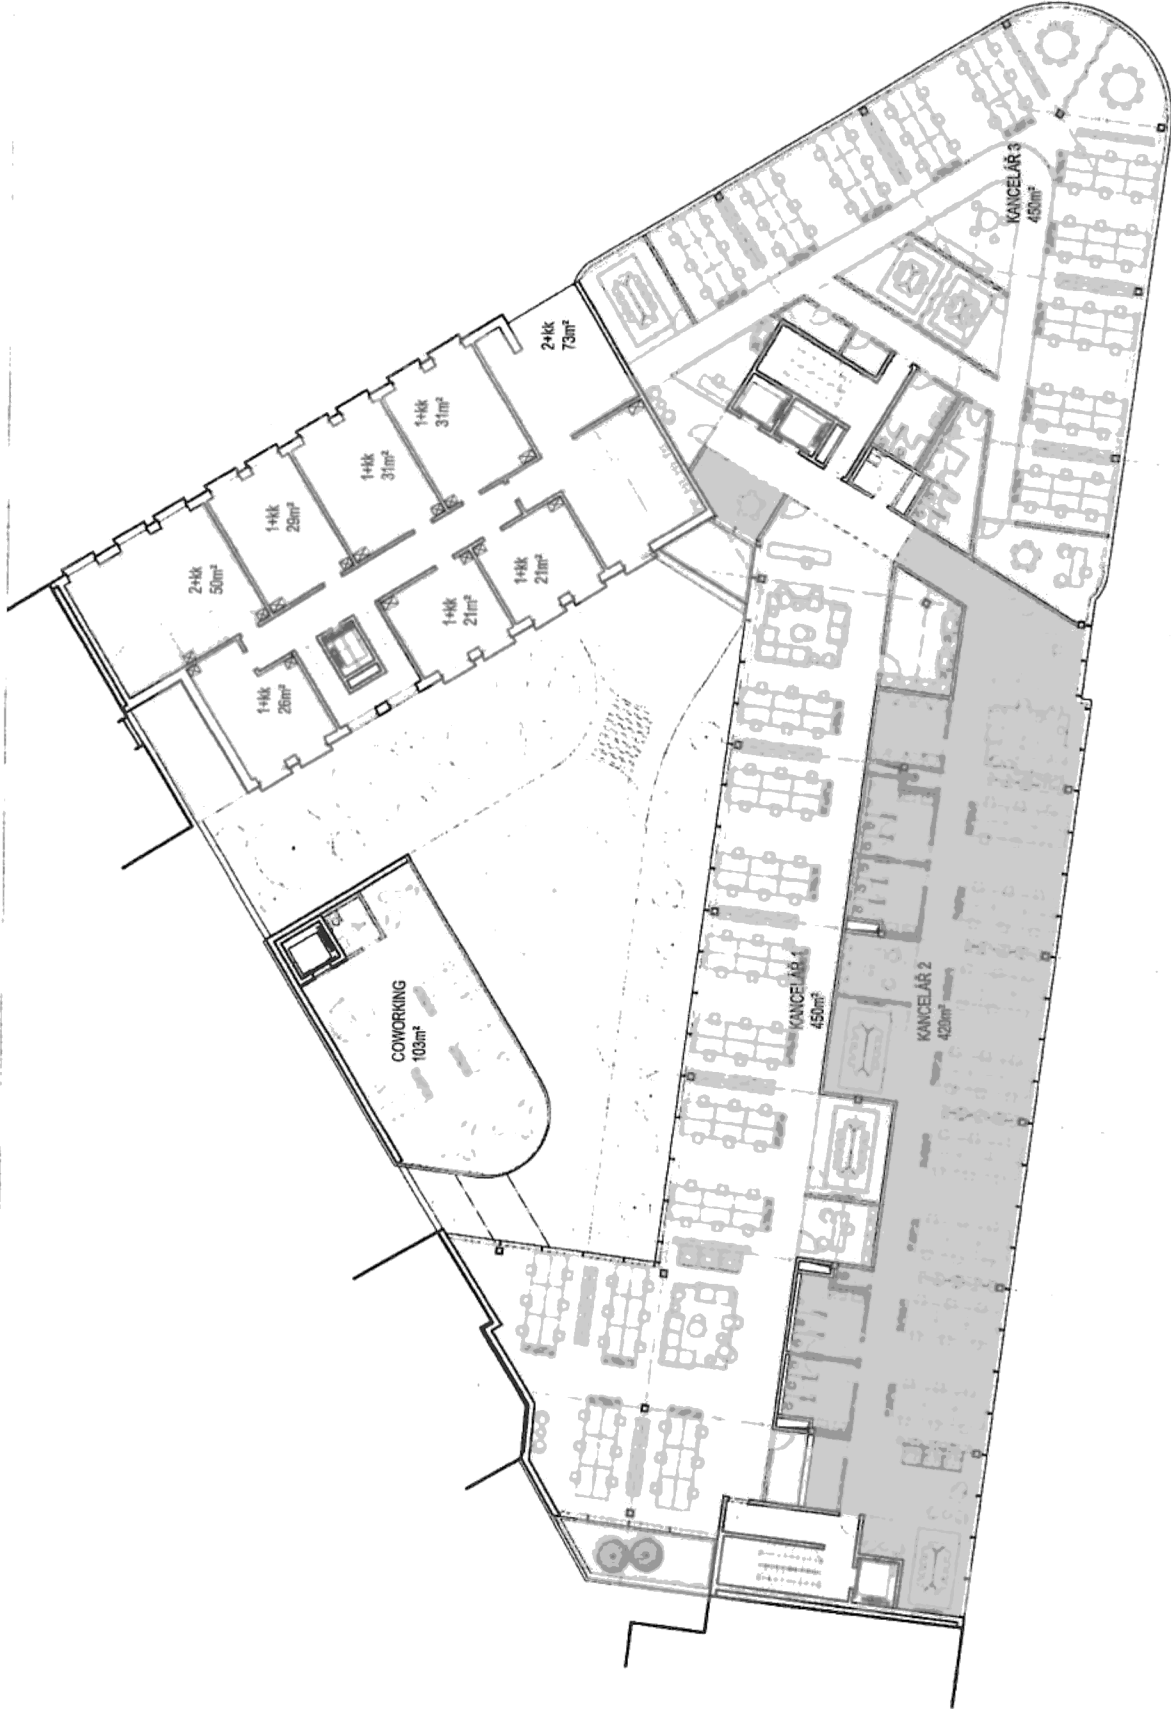 2+kk
50m²
1+kk
29m²
1+kk
31m²
1+kk
31m²
2+kk
73m²
1+kk
26m²
1+kk
21m²
1+kk
21m²
COWORKING
103m²
KANCELÁŘ 1
450m²
KANCELÁŘ 2
420m²
KANCELÁŘ 3
450m²